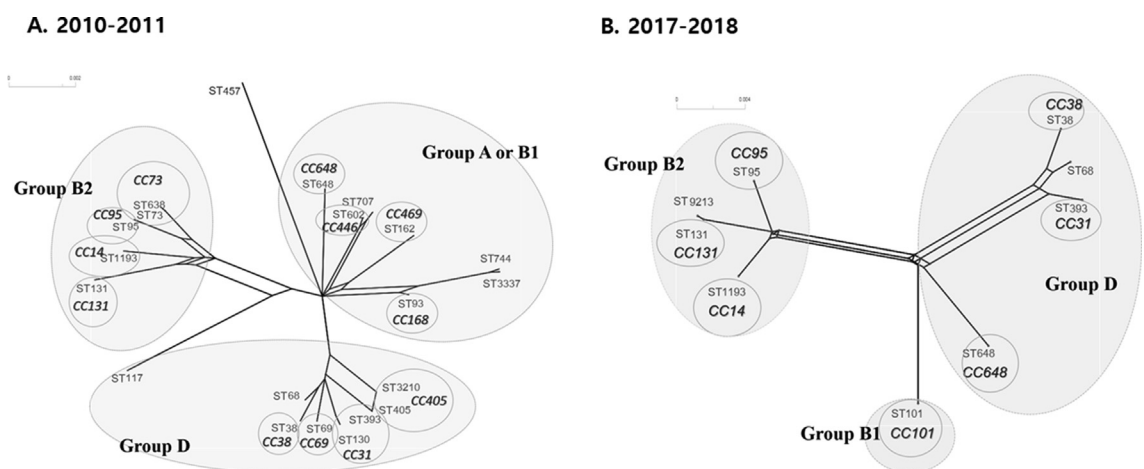 A. 2010-2011
0
0.002
ST457
Group A or B1
CC648
ST648
ST707
ST602
CC446
CC469
ST162
ST744
ST3337
ST93
CC168
Group B2
CC73
ST638
CC95
ST73
ST95
CC14
ST1193
ST131
CC131
ST117
ST68
ST3210
CC405
ST405
ST393
ST38
ST69
ST130
CC38
CC69
CC31
Group D
B. 2017-2018
0
0.004
Group B2
CC95
ST95
ST9213
ST131
CC131
ST1193
CC14
CC38
ST38
ST68
ST393
CC31
Group D
ST648
CC648
ST101
Group B1
CC101